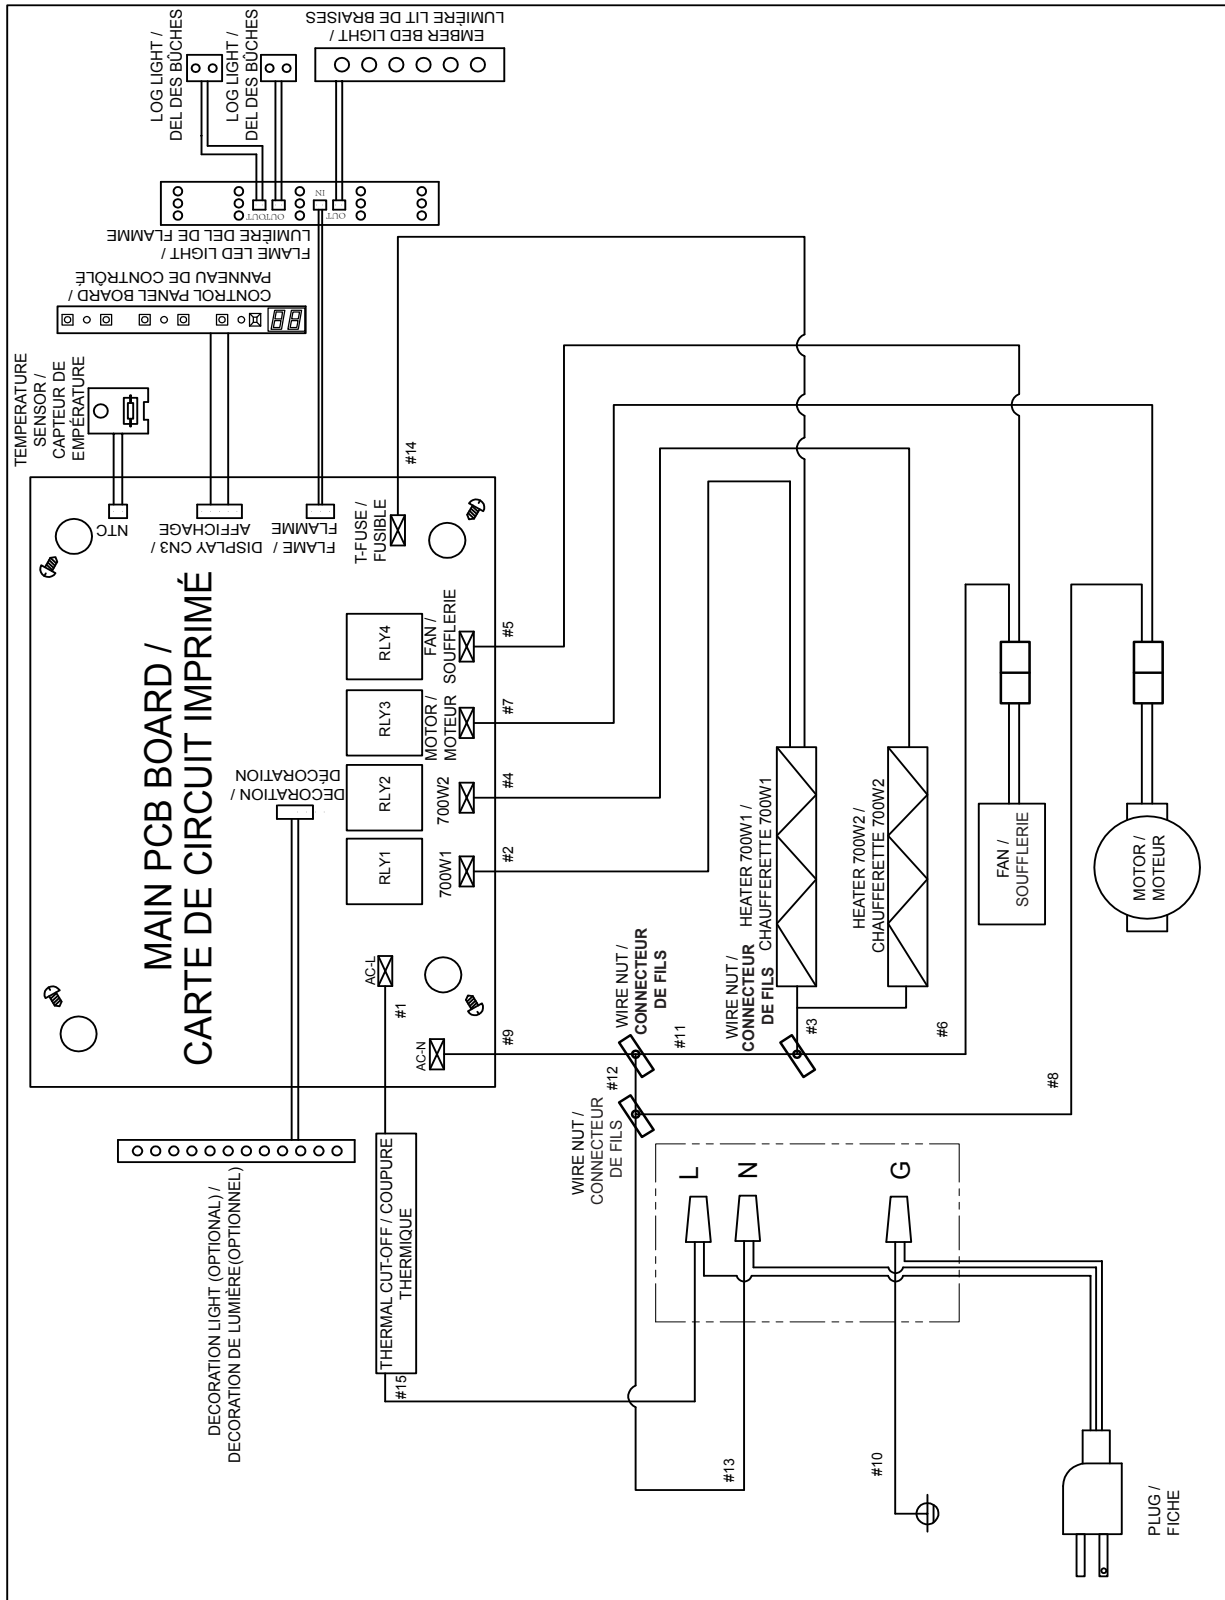 LOG LIGHT /
DEL DES BÛCHES
LOG LIGHT /
DEL DES BÛCHES
EMBER BED LIGHT /
LUMIÈRE LIT DE BRAISES
OUT
OUT
IN
OUT
FLAME LED LIGHT /
LUMIÈRE DEL DE FLAMME
CONTROL PANEL BOARD /
PANNEAU DE CONTRÔLE
88
TEMPERATURE
SENSOR /
CAPTEUR DE
EMPÉRATURE
NTC
DISPLAY CN3 /
AFFICHAGE
FLAME /
FLAMME
T-FUSE /
FUSIBLE
#14
MAIN PCB BOARD /
CARTE DE CIRCUIT IMPRIMÉ
DECORATION /
DÉCORATION
RLY4
FAN /
SOUFFLERIE
#5
RLY3
MOTOR /
MOTEUR
#7
RLY2
700W2
#4
RLY1
700W1
#2
AC-L
#1
AC-N
#9
WIRE NUT /
CONNECTEUR
DE FILS
#11
WIRE NUT /
CONNECTEUR
DE FILS
#3
HEATER 700W1 /
CHAUFFERETTE 700W1
HEATER 700W2 /
CHAUFFERETTE 700W2
FAN /
SOUFFLERIE
MOTOR /
MOTEUR
#6
#8
#12
WIRE NUT /
CONNECTEUR
DE FILS
DECORATION LIGHT (OPTIONAL) /
DECORATION DE LUMIÈRE(OPTIONNEL)
THERMAL CUT-OFF / COUPURE
THERMIQUE
#15
L
N
G
#13
#10
PLUG /
FICHE